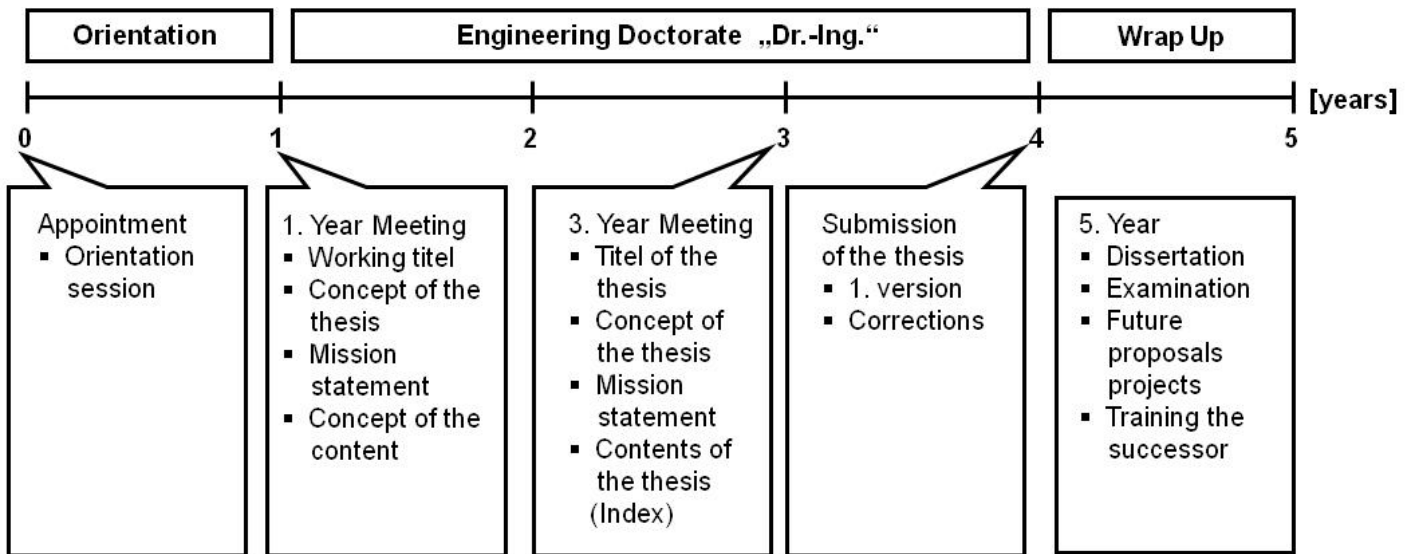 Orientation
Engineering Doctorate „Dr.-Ing.“
Wrap Up
[years]
0
1
2
3
4
5
Appointment
▪ Orientation
session
1. Year Meeting
▪ Working titel
▪ Concept of the
thesis
▪ Mission
statement
▪ Concept of the
content
3. Year Meeting
▪ Titel of the
thesis
▪ Concept of
the thesis
▪ Mission
statement
▪ Contents of
the thesis
(Index)
Submission
of the thesis
▪ 1. version
▪ Corrections
5. Year
▪ Dissertation
▪ Examination
▪ Future
proposals
projects
▪ Training the
successor